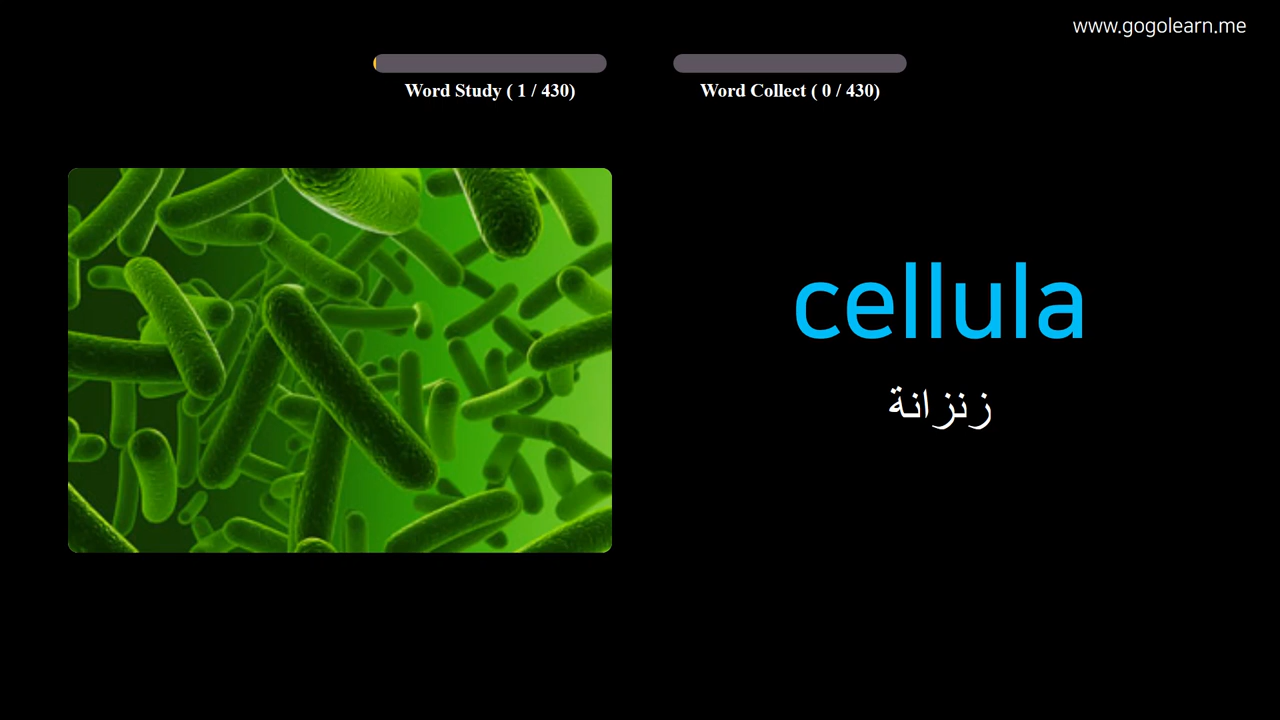 www.gogolearn.me
Word Study ( 1 / 430)
Word Collect ( 0 / 430)
cellula
زنزانة